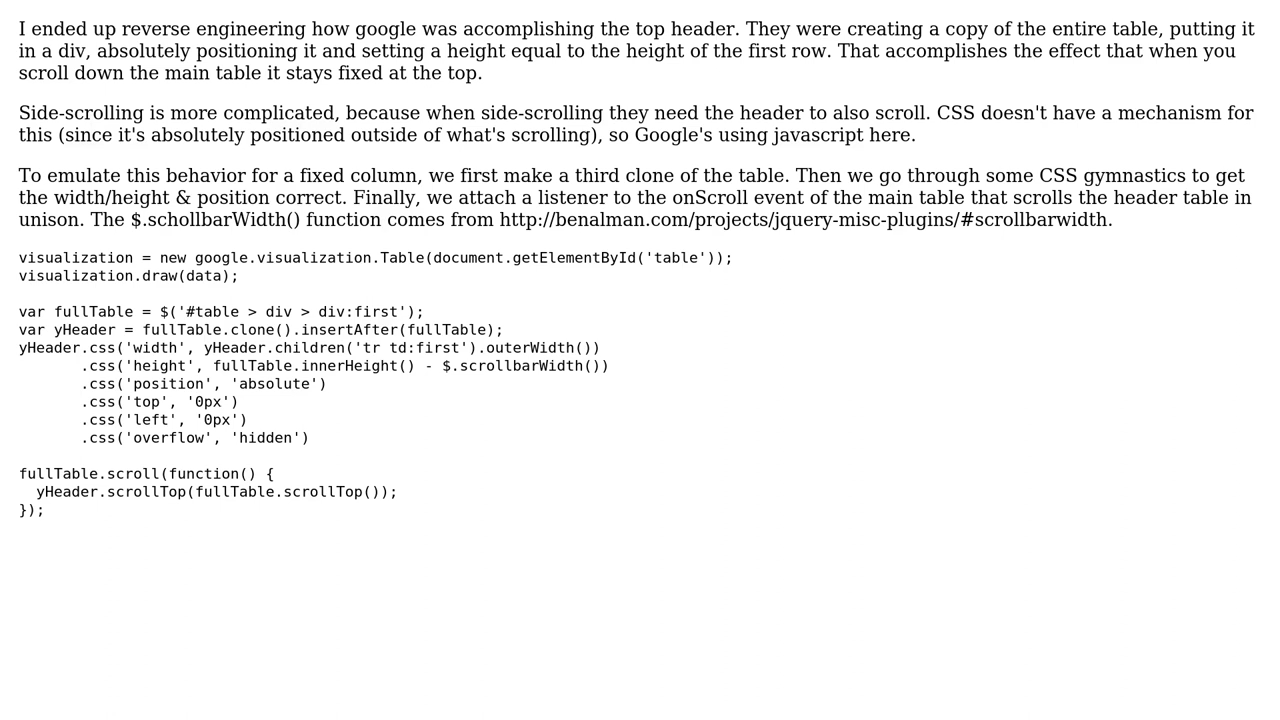 I ended up reverse engineering how google was accomplishing the top header. They were creating a copy of the entire table, putting it
in a div, absolutely positioning it and setting a height equal to the height of the first row. That accomplishes the effect that when you
scroll down the main table it stays fixed at the top.
Side-scrolling is more complicated, because when side-scrolling they need the header to also scroll. CSS doesn't have a mechanism for
this (since it's absolutely positioned outside of what's scrolling), so Google's using javascript here.
To emulate this behavior for a fixed column, we first make a third clone of the table. Then we go through some CSS gymnastics to get
the width/height & position correct. Finally, we attach a listener to the onScroll event of the main table that scrolls the header table in
unison. The $.schollbarWidth() function comes from http://benalman.com/projects/jquery-misc-plugins/#scrollbarwidth.
visualization = new google.visualization.Table(document.getElementById('table'));
visualization.draw(data);
var fullTable = $('#table > div > div:first');
var yHeader = fullTable.clone().insertAfter(fullTable);
yHeader.css('width', yHeader.children('tr td:first').outerWidth())
       .css('height', fullTable.innerHeight() - $.scrollbarWidth())
       .css('position', 'absolute')
       .css('top', '0px')
       .css('left', '0px')
       .css('overflow', 'hidden')
fullTable.scroll(function() {
  yHeader.scrollTop(fullTable.scrollTop());
});